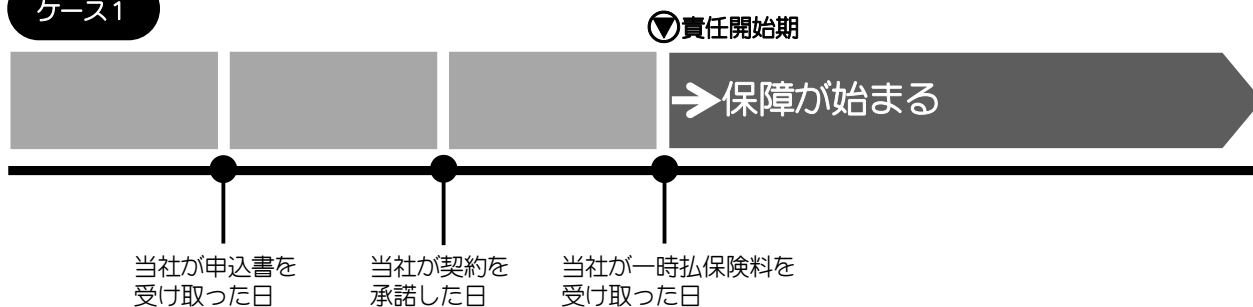 ケース1
▼責任開始期
→保障が始まる
当社が申込書を
受け取った日
当社が契約を
承諾した日
当社が一時払保険料を
受け取った日